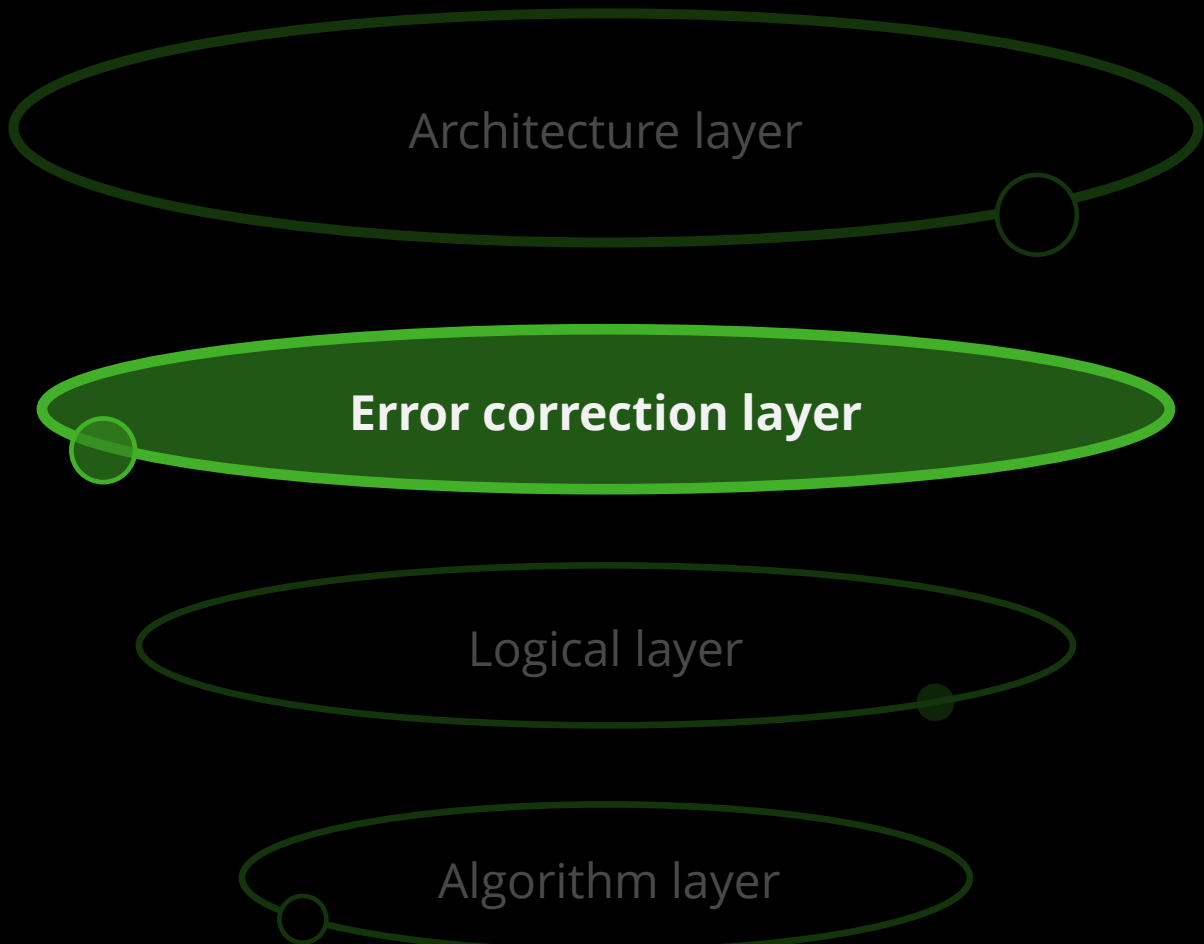 Architecture layer
Error correction layer
Logical layer
Algorithm layer